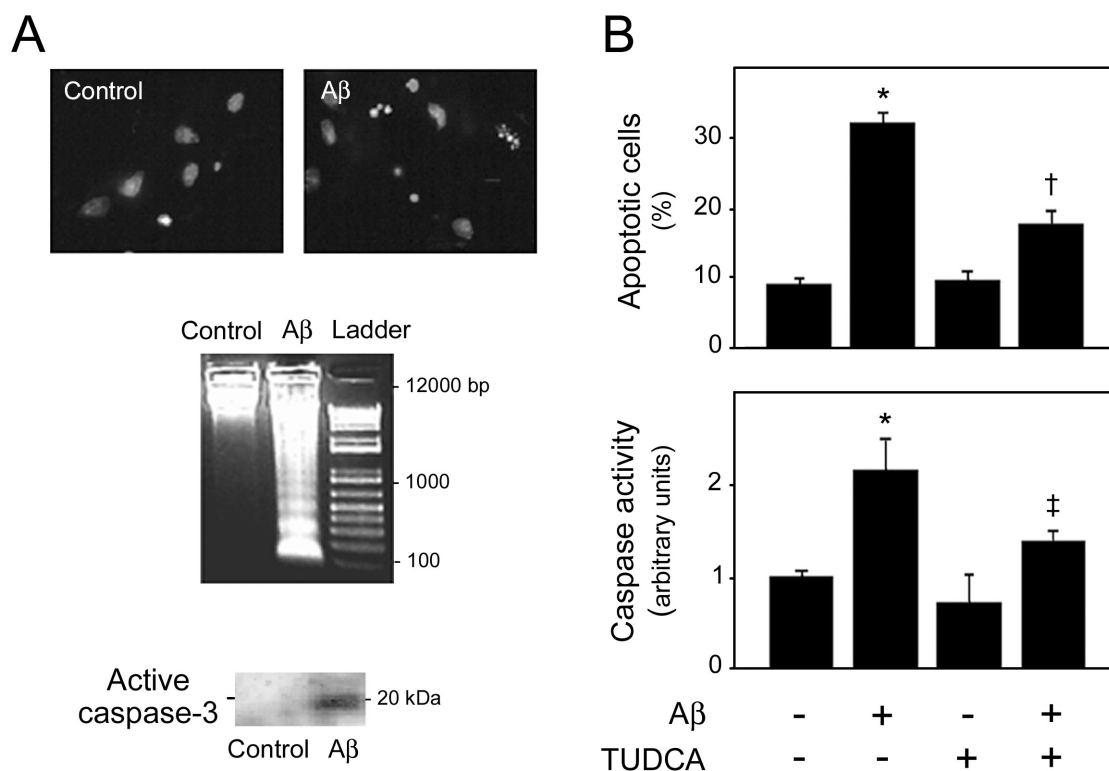 A
Control
Aβ
Control Aβ Ladder
- 12000 bp
- 1000
- 100
Active
caspase-3
- 20 kDa
Control Aβ
B
Apoptotic cells
(%)
30
20
10
0
*
†
Caspase activity
(arbitrary units)
2
1
0
*
‡
Aβ - + - +
TUDCA - - + +